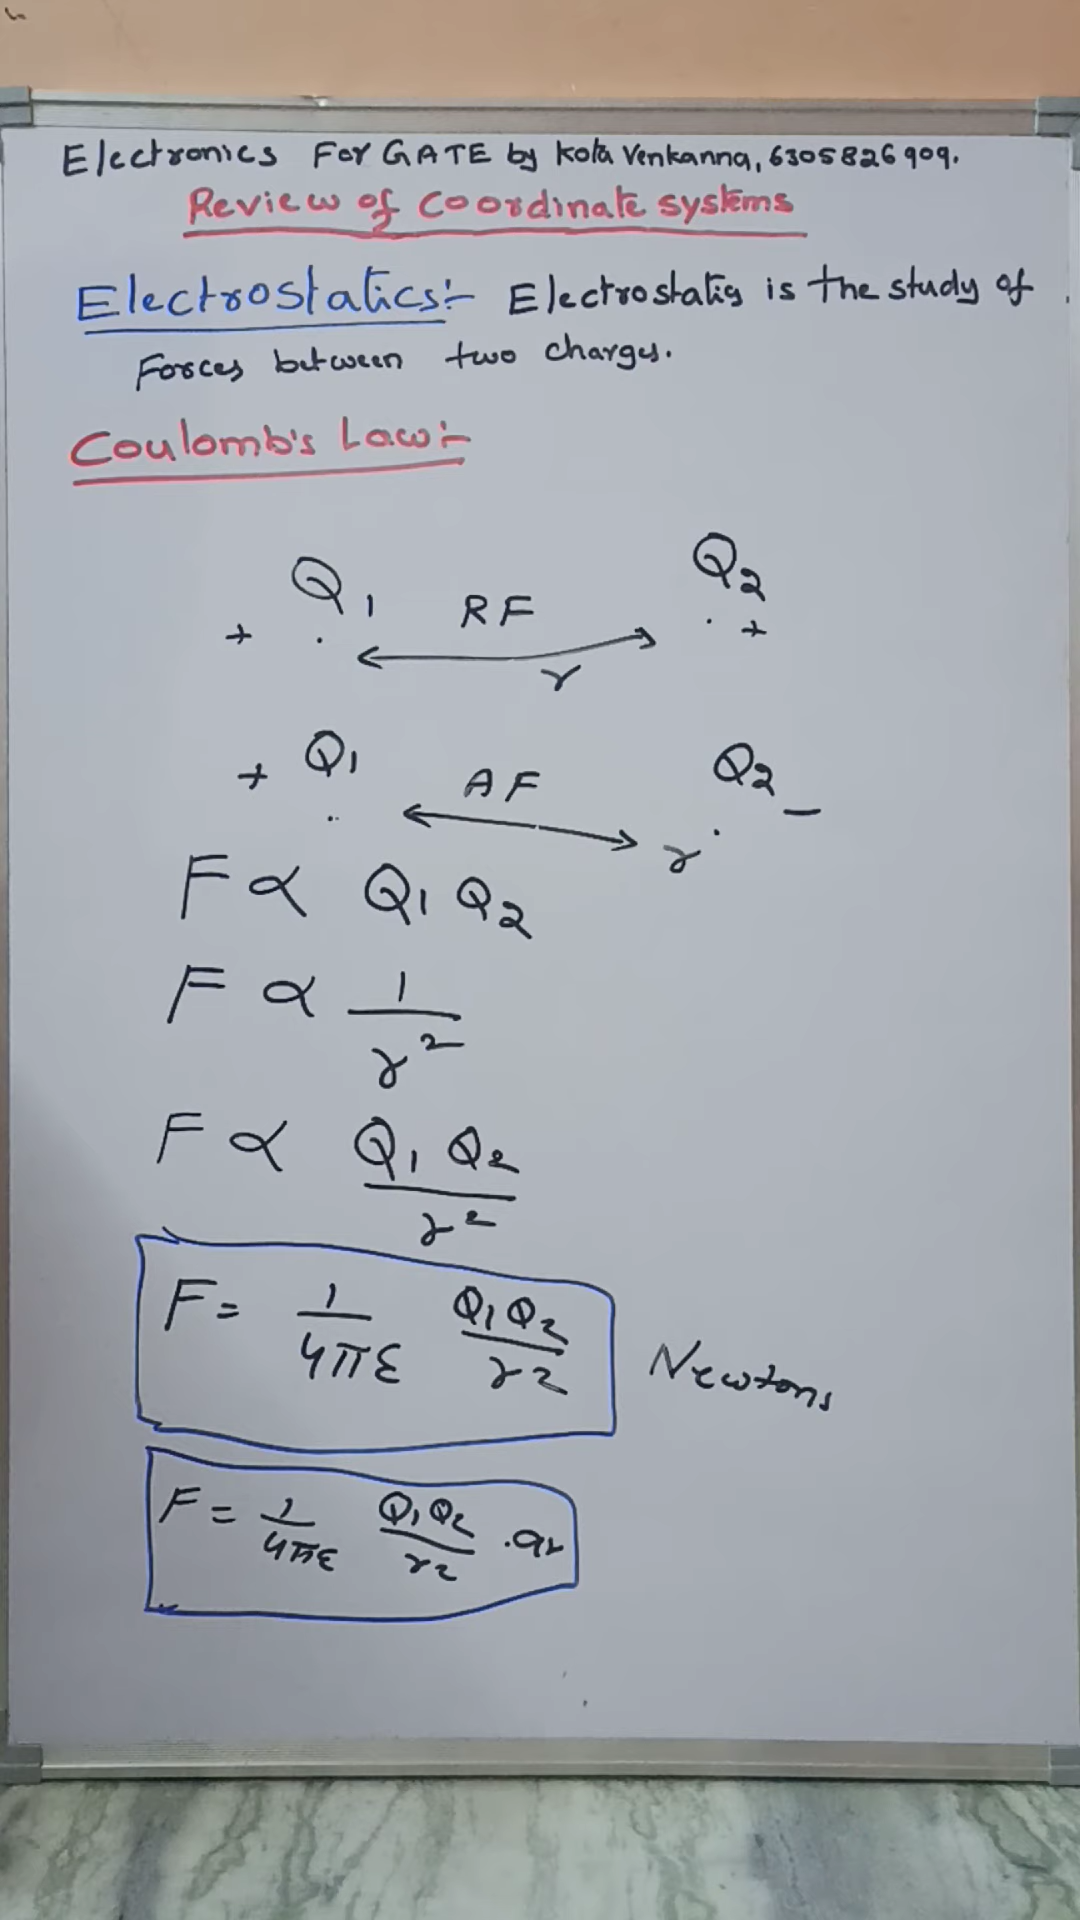 Electronics For GATE by Kola Venkanna, 6305826909.
Review of Coordinate systems
Electrostatics:- Electrostatics is the study of
Forces between two charges.
Coulomb's Law:-
Q₁ RF Q₂
+ +
r
+ Q₁ AF Q₂ -
r
F ∝ Q₁ Q₂
F ∝ 1/r²
F ∝ Q₁ Q₂/r²
F = 1/4πε Q₁Q₂/r2 Newtons
F = 1/4πε Q₁Q₂/r2 . ar